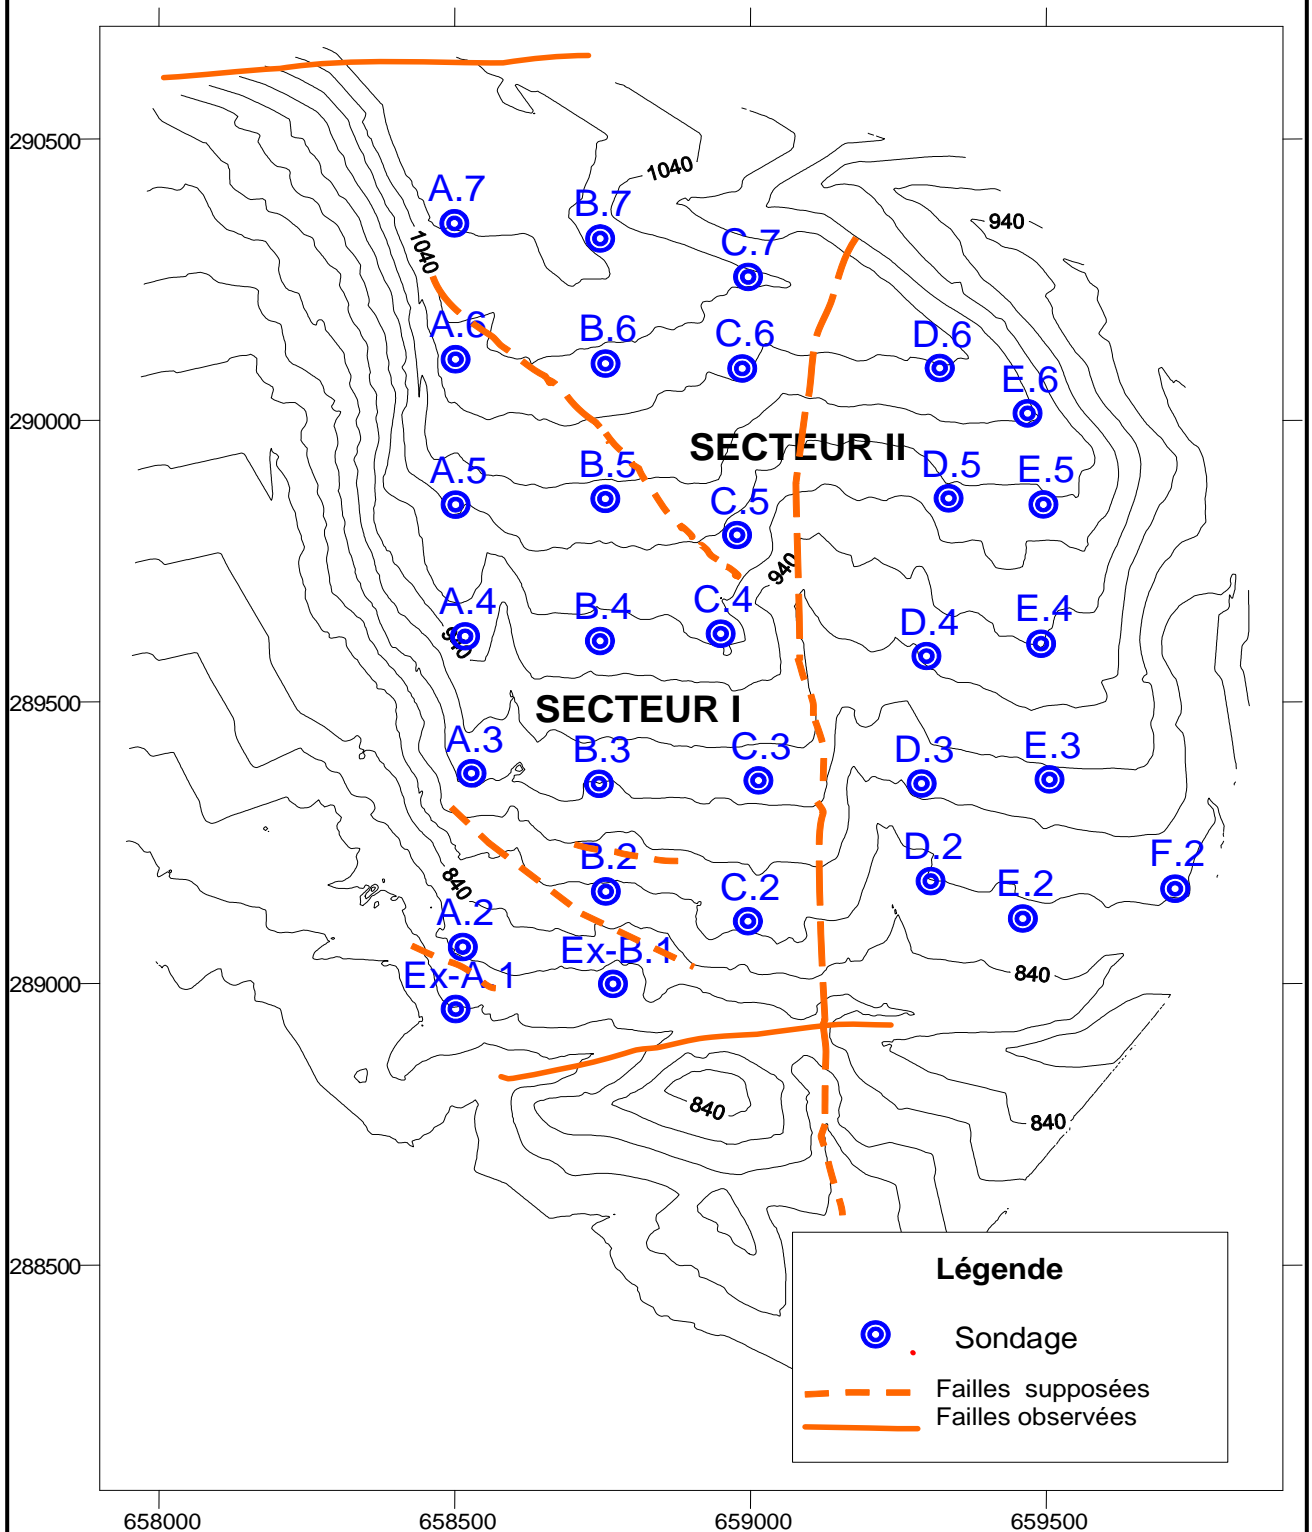 290500
1040
940
A.7
B.7
1040
C.7
A.6
B.6
C.6
D.6
E.6
290000
SECTEUR II
A.5
B.5
C.5
D.5
E.5
940
A.4
B.4
C.4
D.4
E.4
940
289500
SECTEUR I
A.3
B.3
C.3
D.3
E.3
B.2
D.2
F.2
840
C.2
E.2
A.2
Ex-B.1
840
289000
Ex-A.1
840
840
288500
Légende
Sondage
Failles supposées
Failles observées
658000
658500
659000
659500